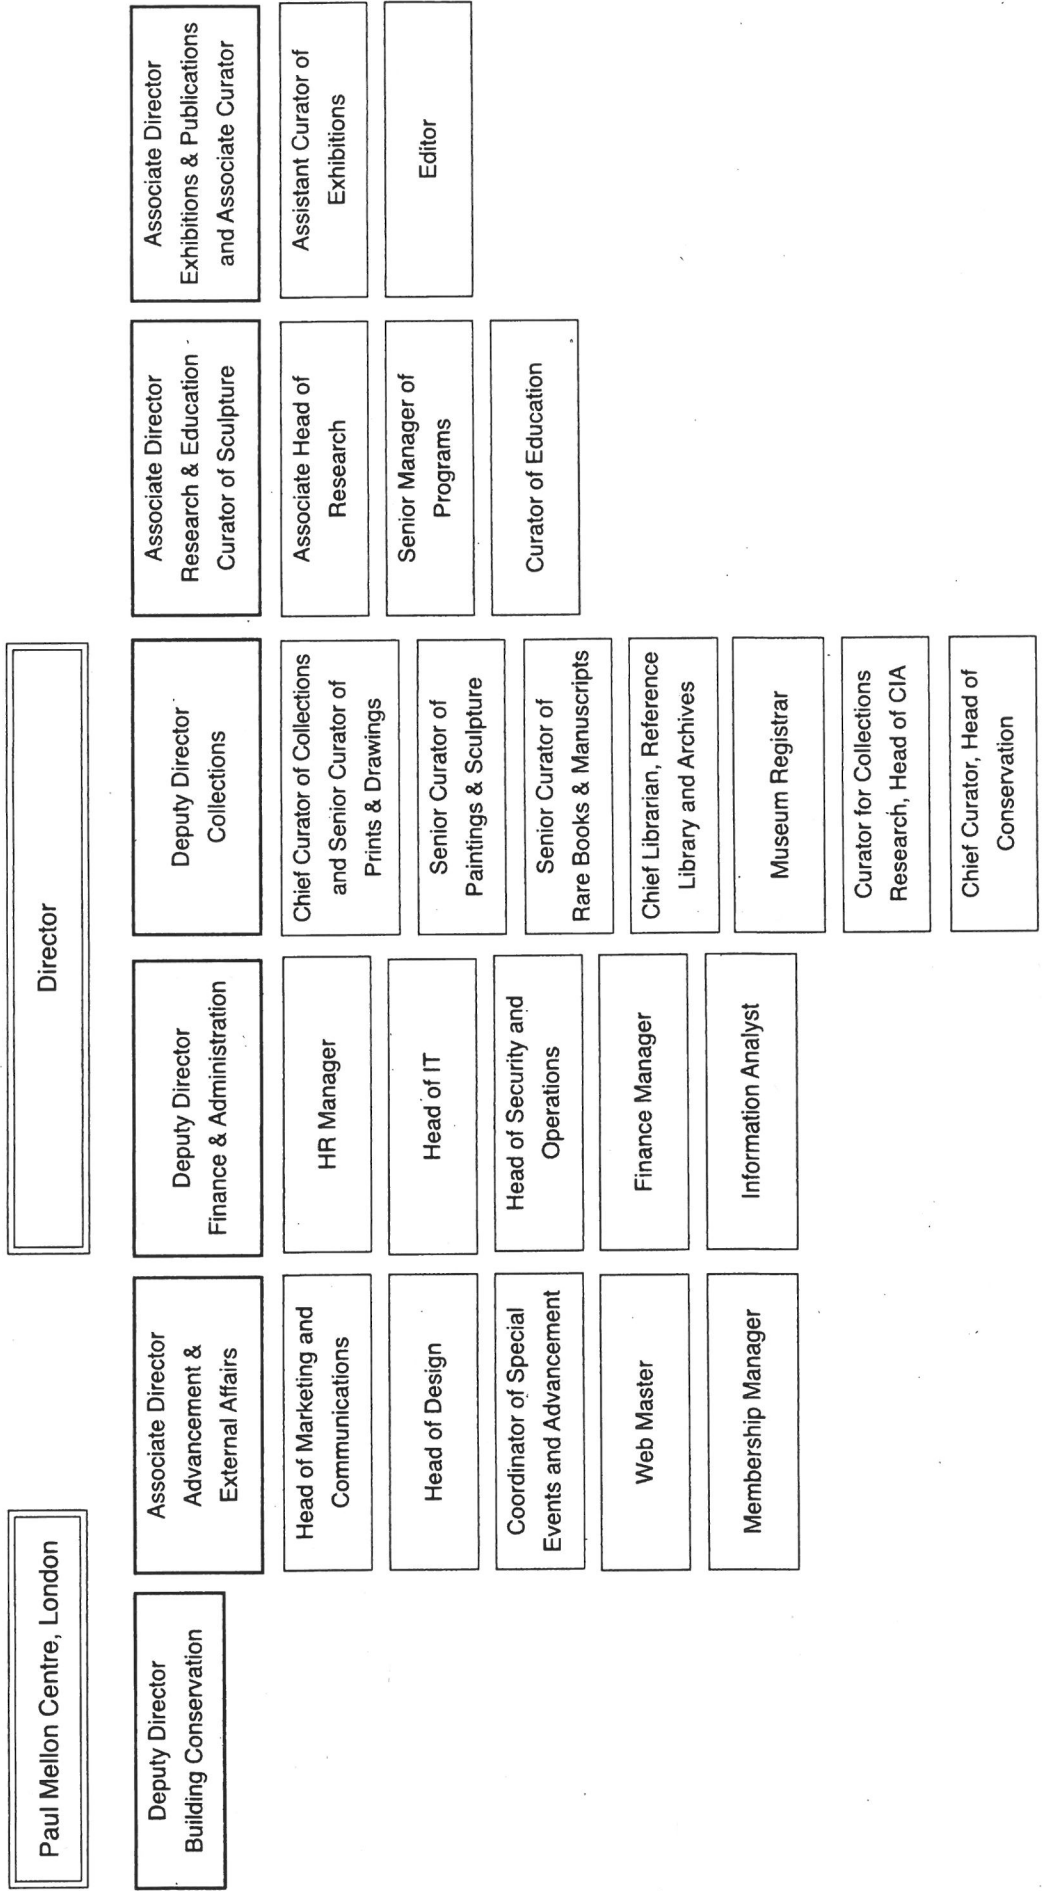 Paul Mellon Centre, London
Director
Deputy Director
Building Conservation
Associate Director
Advancement &
External Affairs
Head of Marketing and
Communications
Head of Design
Coordinator of Special
Events and Advancement
Web Master
Membership Manager
Deputy Director
Finance & Administration
HR Manager
Head of IT
Head of Security and
Operations
Finance Manager
Information Analyst
Deputy Director
Collections
Chief Curator of Collections
and Senior Curator of
Prints & Drawings
Senior Curator of
Paintings & Sculpture
Senior Curator of
Rare Books & Manuscripts
Chief Librarian, Reference
Library and Archives
Museum Registrar
Curator for Collections
Research, Head of CIA
Chief Curator, Head of
Conservation
Associate Director
Research & Education
Curator of Sculpture
Associate Head of
Research
Senior Manager of
Programs
Curator of Education
Associate Director
Exhibitions & Publications
and Associate Curator
Assistant Curator of
Exhibitions
Editor